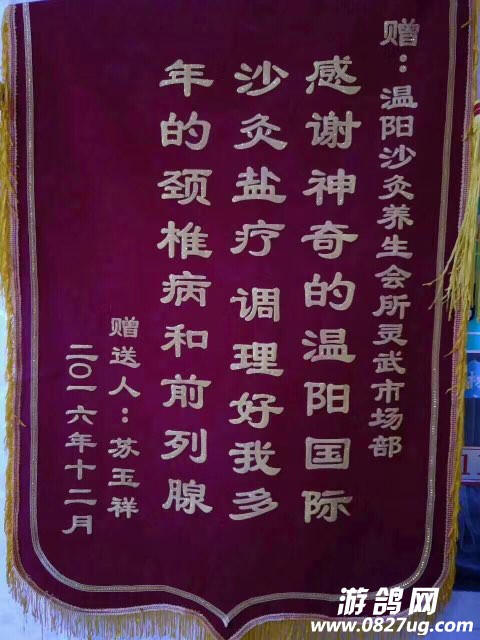 赠：温阳沙灸养生会所灵武市场部
感谢神奇的温阳国际
沙灸盐疗 调理好我多
年的颈椎病和前列腺
赠送人：苏玉祥
二〇一六年十二月
游鸽网
www.0827ug.com